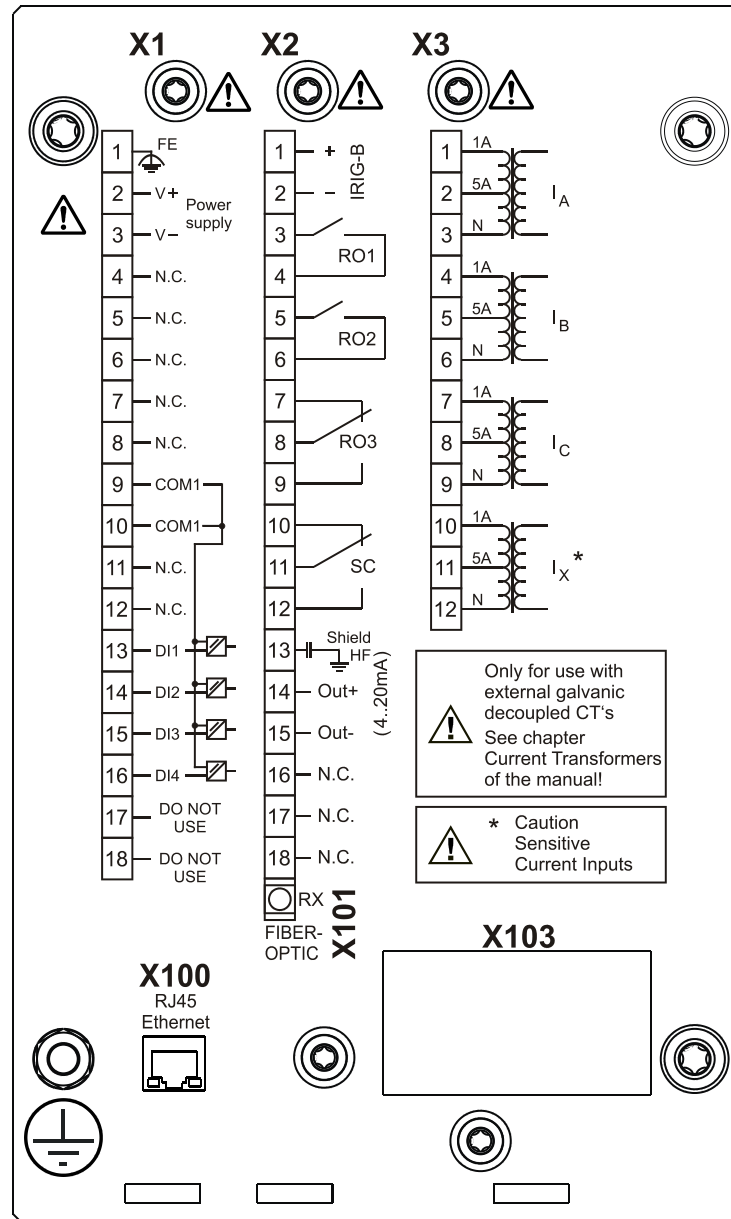 X1
X2
X3
1 FE
2 V+
Power
supply
3 V–
4 N.C.
5 N.C.
6 N.C.
7 N.C.
8 N.C.
9 COM1
10 COM1
11 N.C.
12 N.C.
13 DI1
14 DI2
15 DI3
16 DI4
17 DO NOT
USE
18 DO NOT
USE
1 +
2 –
IRIG-B
3
RO1
4
5
RO2
6
7
8 RO3
9
10
11 SC
12
13 Shield
HF
14 Out+
15 Out-
(4..20mA)
16 N.C.
17 N.C.
18 N.C.
RX
FIBER-
OPTIC
X101
1 1A
2 5A IA
3 N
4 1A
5 5A IB
6 N
7 1A
8 5A IC
9 N
10 1A
11 5A IX *
12 N
Only for use with
external galvanic
decoupled CT‘s
See chapter
Current Transformers
of the manual!
* Caution
Sensitive
Current Inputs
X100
RJ45
Ethernet
X103